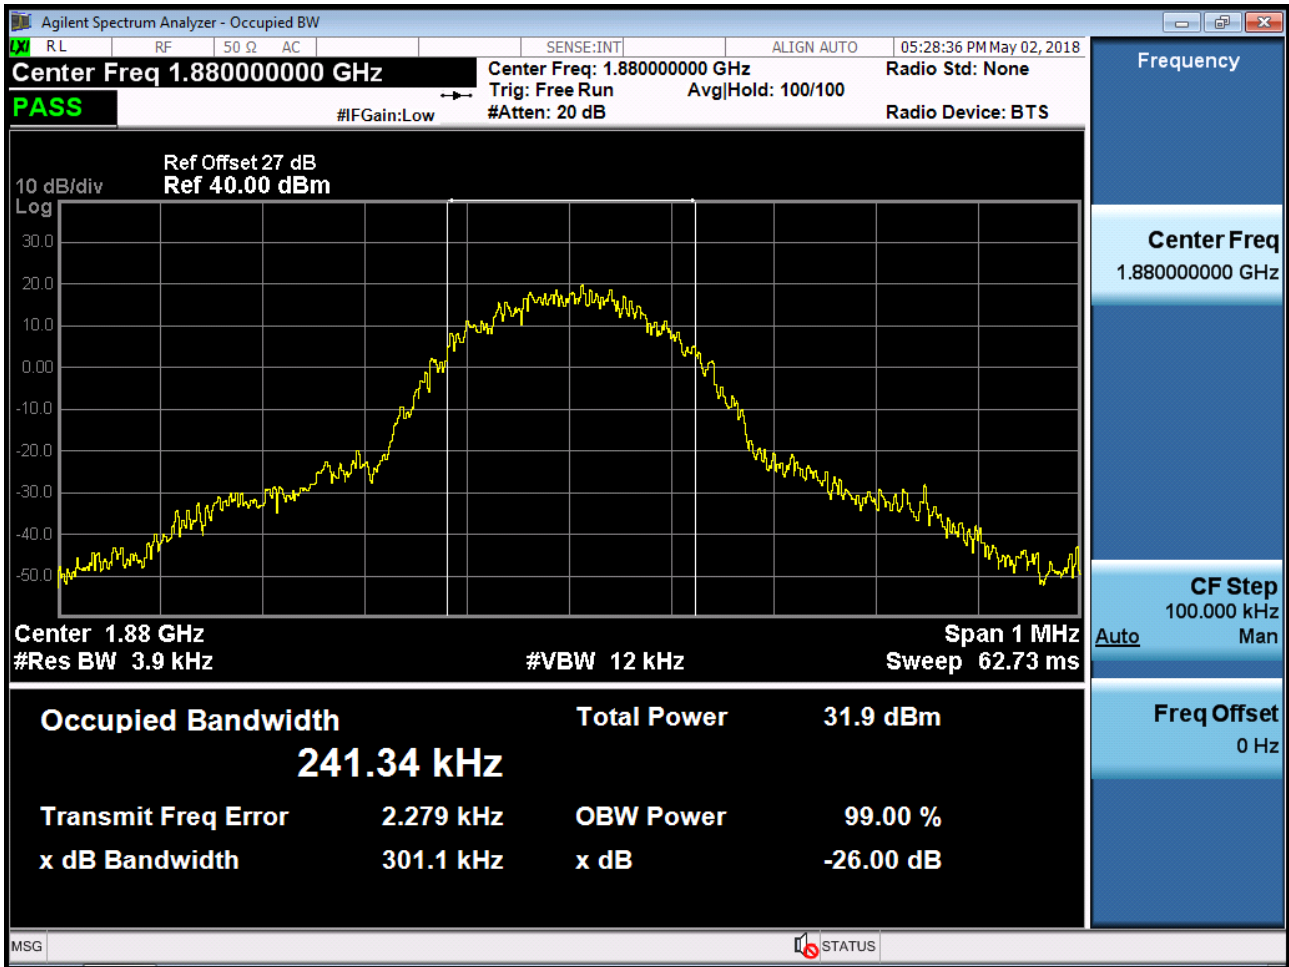 Agilent Spectrum Analyzer - Occupied BW
LXI RL RF 50 Ω AC SENSE:INT ALIGN AUTO 05:28:36 PM May 02, 2018
Center Freq 1.880000000 GHz
Center Freq: 1.880000000 GHz Radio Std: None
Trig: Free Run Avg|Hold: 100/100
PASS
#IFGain:Low #Atten: 20 dB Radio Device: BTS
Ref Offset 27 dB
10 dB/div Ref 40.00 dBm
Log
30.0
20.0
10.0
0.00
-10.0
-20.0
-30.0
-40.0
-50.0
Center 1.88 GHz Span 1 MHz
#Res BW 3.9 kHz #VBW 12 kHz Sweep 62.73 ms
Occupied Bandwidth Total Power 31.9 dBm
241.34 kHz
Transmit Freq Error 2.279 kHz OBW Power 99.00 %
x dB Bandwidth 301.1 kHz x dB -26.00 dB
MSG STATUS
Frequency
Center Freq
1.880000000 GHz
CF Step
100.000 kHz
Auto Man
Freq Offset
0 Hz